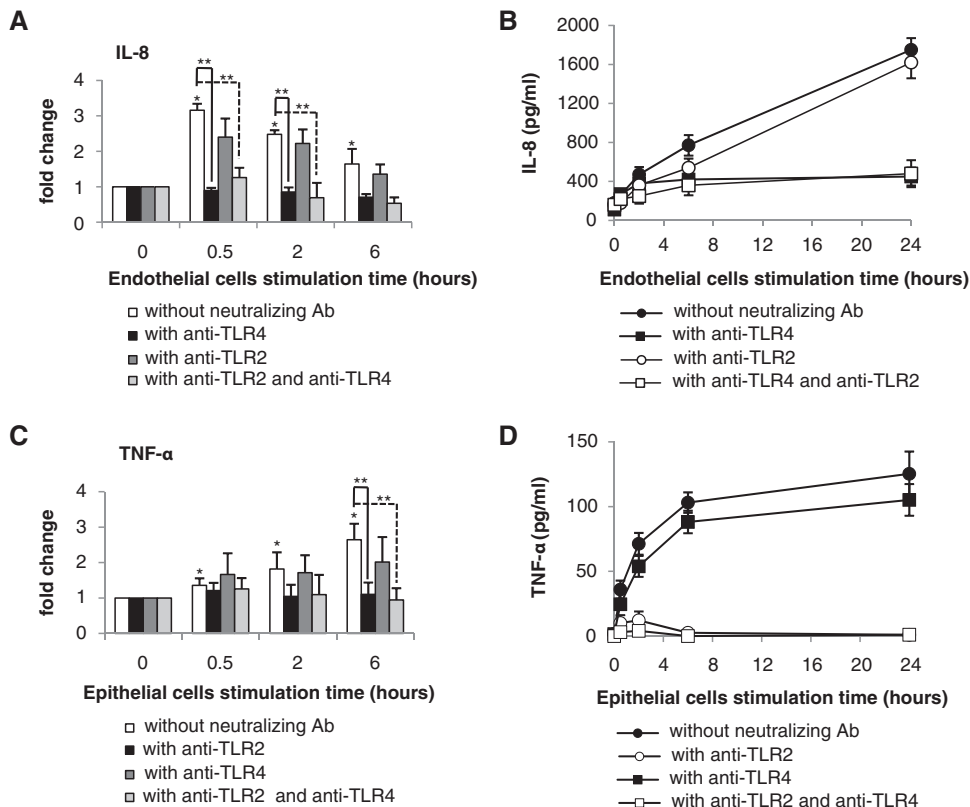 A
IL-8
** **
* * *
4
3
2
1
0
fold change
0 0.5 2 6
Endothelial cells stimulation time (hours)
without neutralizing Ab
with anti-TLR4
with anti-TLR2
with anti-TLR2 and anti-TLR4
B
2000
1600
1200
800
400
0
IL-8 (pg/ml)
0 4 8 12 16 20 24
Endothelial cells stimulation time (hours)
without neutralizing Ab
with anti-TLR4
with anti-TLR2
with anti-TLR4 and anti-TLR2
C
TNF-α
** **
* * *
4
3
2
1
0
fold change
0 0.5 2 6
Epithelial cells stimulation time (hours)
without neutralizing Ab
with anti-TLR2
with anti-TLR4
with anti-TLR2 and anti-TLR4
D
150
100
50
0
TNF-α (pg/ml)
0 4 8 12 16 20 24
Epithelial cells stimulation time (hours)
without neutralizing Ab
with anti-TLR2
with anti-TLR4
with anti-TLR2 and anti-TLR4